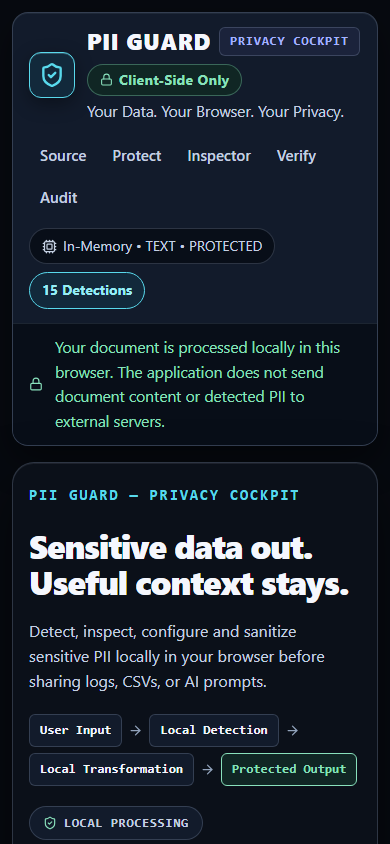 PII GUARD PRIVACY COCKPIT
Client-Side Only
Your Data. Your Browser. Your Privacy.
Source Protect Inspector Verify
Audit
In-Memory • TEXT • PROTECTED
15 Detections
Your document is processed locally in this
browser. The application does not send
document content or detected PII to
external servers.
PII GUARD — PRIVACY COCKPIT
Sensitive data out.
Useful context stays.
Detect, inspect, configure and sanitize
sensitive PII locally in your browser before
sharing logs, CSVs, or AI prompts.
User Input → Local Detection →
Local Transformation → Protected Output
LOCAL PROCESSING